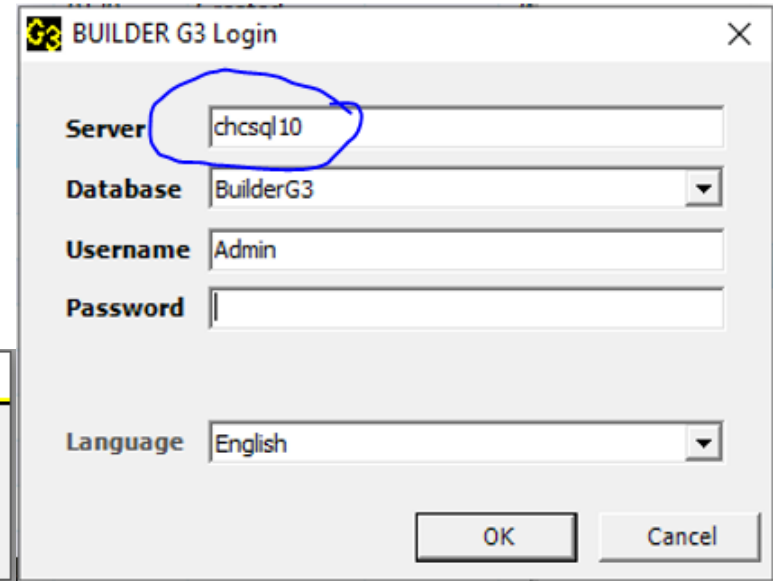 G3 BUILDER G3 Login
Server chcsql10
Database BuilderG3
Username Admin
Password
Language English
OK Cancel